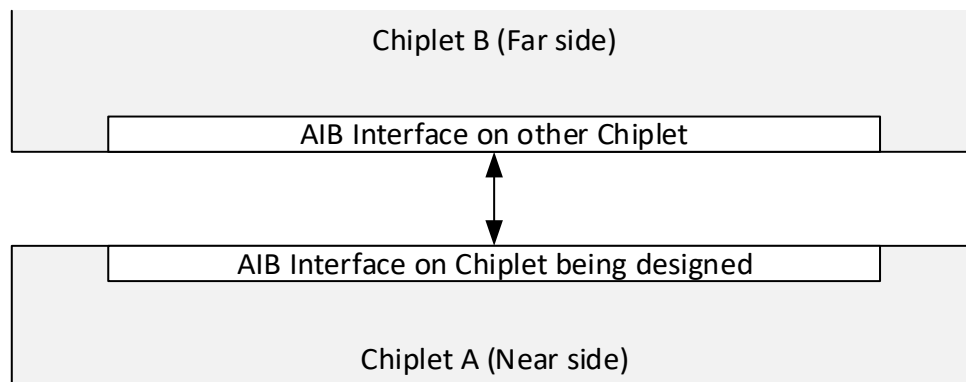 Chiplet B (Far side)
AIB Interface on other Chiplet
AIB Interface on Chiplet being designed
Chiplet A (Near side)